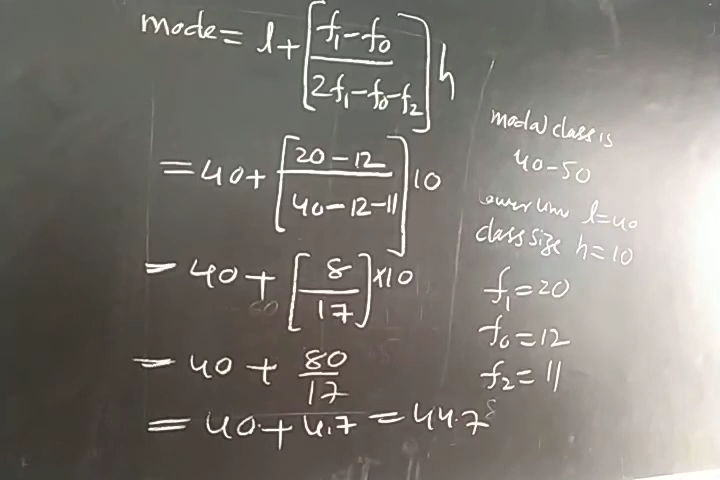 mode = l + [f₁-f₀ / 2f₁-f₀-f₂] h
= 40 + [20-12 / 40-12-11] 10
= 40 + [8 / 17] ×10
= 40 + 80/17
= 40 + 4.7 = 44.7
modal class is
40-50
l=40
class size h=10
f₁=20
f₀=12
f₂=11